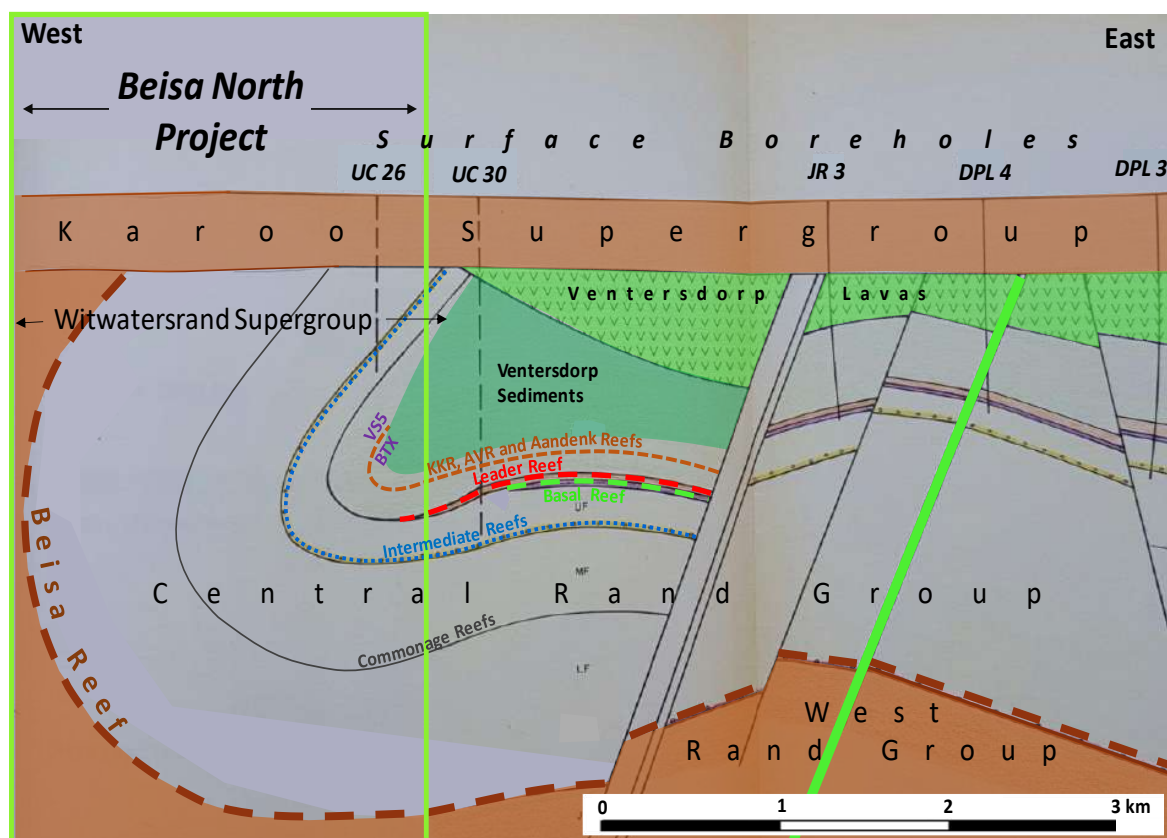 West
East
Beisa North
Project
Surface Boreholes
UC 26
UC 30
JR 3
DPL 4
DPL 3
Karoo Supergroup
Ventersdorp Lavas
Witwatersrand Supergroup
Ventersdorp
Sediments
VS5
BTX
KKR, AVR and Aandenk Reefs
Leader Reef
Basal Reef
UF
Intermediate Reefs
MF
Central Rand Group
Commonage Reefs
LF
Beisa Reef
West
Rand Group
0 1 2 3 km